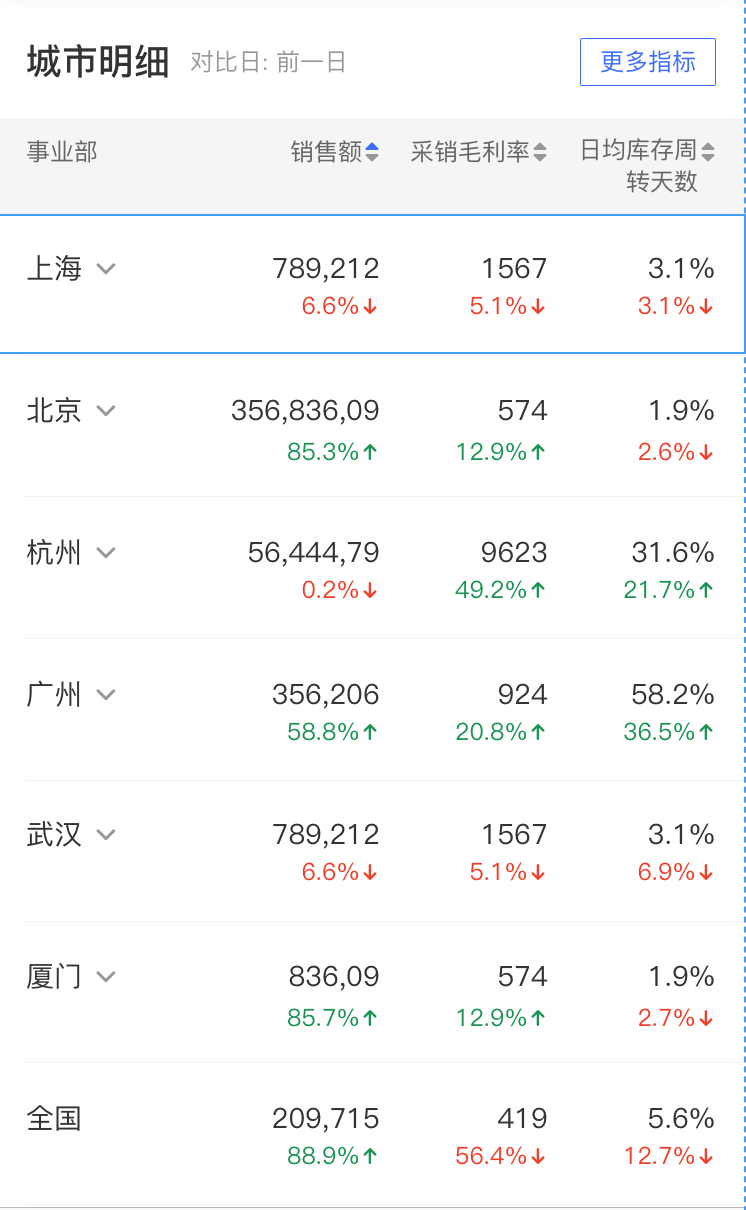 城市明细 对比日: 前一日 更多指标
事业部 销售额 采销毛利率 日均库存周
转天数
上海 789,212 1567 3.1%
6.6%↓ 5.1%↓ 3.1%↓
北京 356,836,09 574 1.9%
85.3%↑ 12.9%↑ 2.6%↓
杭州 56,444,79 9623 31.6%
0.2%↓ 49.2%↑ 21.7%↑
广州 356,206 924 58.2%
58.8%↑ 20.8%↑ 36.5%↑
武汉 789,212 1567 3.1%
6.6%↓ 5.1%↓ 6.9%↓
厦门 836,09 574 1.9%
85.7%↑ 12.9%↑ 2.7%↓
全国 209,715 419 5.6%
88.9%↑ 56.4%↓ 12.7%↓